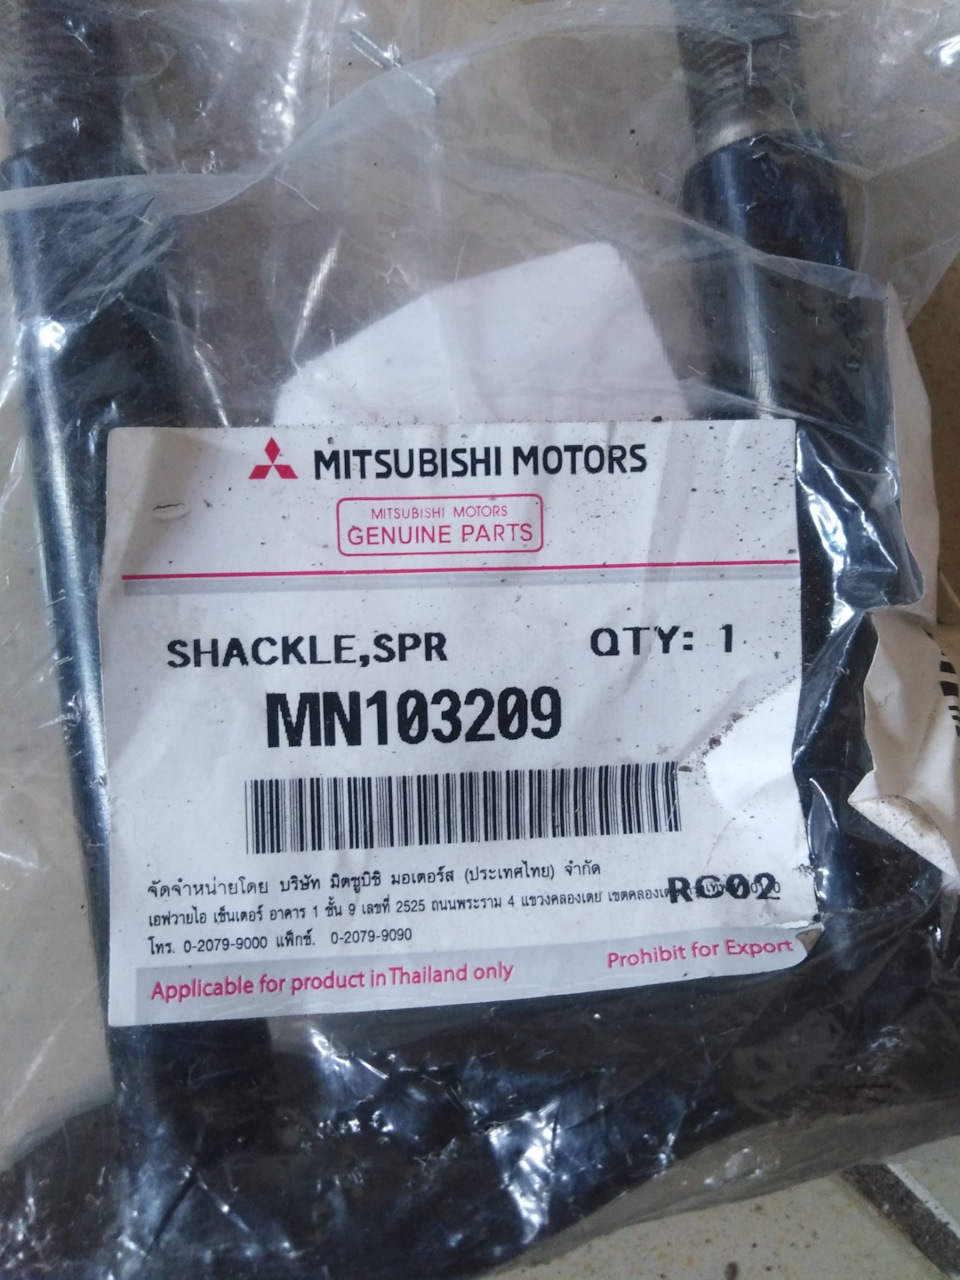 MITSUBISHI MOTORS
MITSUBISHI MOTORS
GENUINE PARTS
SHACKLE,SPR QTY: 1
MN103209
จัดจำหน่ายโดย บริษัท มิตซูบิชิ มอเตอร์ส (ประเทศไทย) จำกัด
RG02
เอฟวายไอ เซ็นเตอร์ อาคาร 1 ชั้น 9 เลขที่ 2525 ถนนพระราม 4 แขวงคลองเตย
โทร. 0-2079-9000 แฟ็กซ์. 0-2079-9090
Applicable for product in Thailand only Prohibit for Export